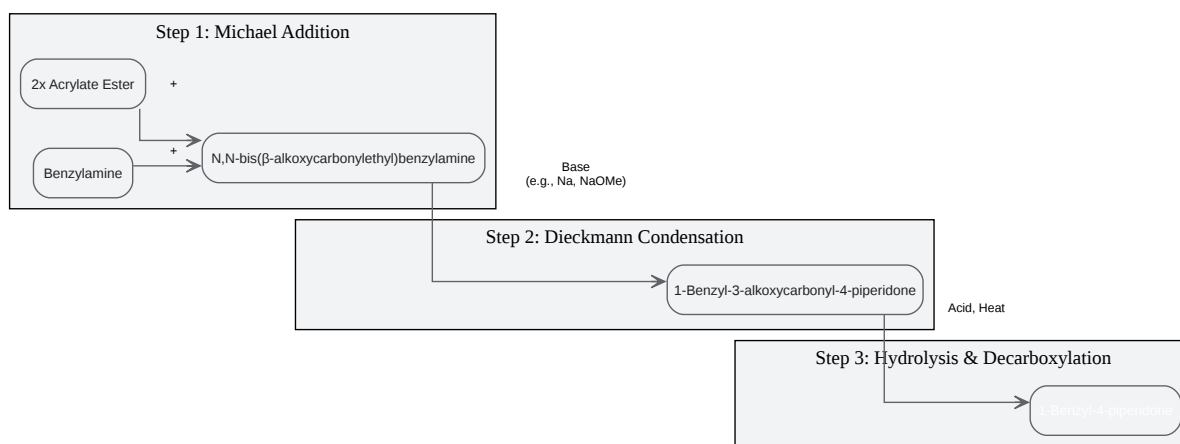 Step 1: Michael Addition
2x Acrylate Ester
+
+
Benzylamine
N,N-bis(β-alkoxycarbonylethyl)benzylamine
Base
(e.g., Na, NaOMe)
Step 2: Dieckmann Condensation
1-Benzyl-3-alkoxycarbonyl-4-piperidone
Acid, Heat
Step 3: Hydrolysis & Decarboxylation
1-Benzyl-4-piperidone